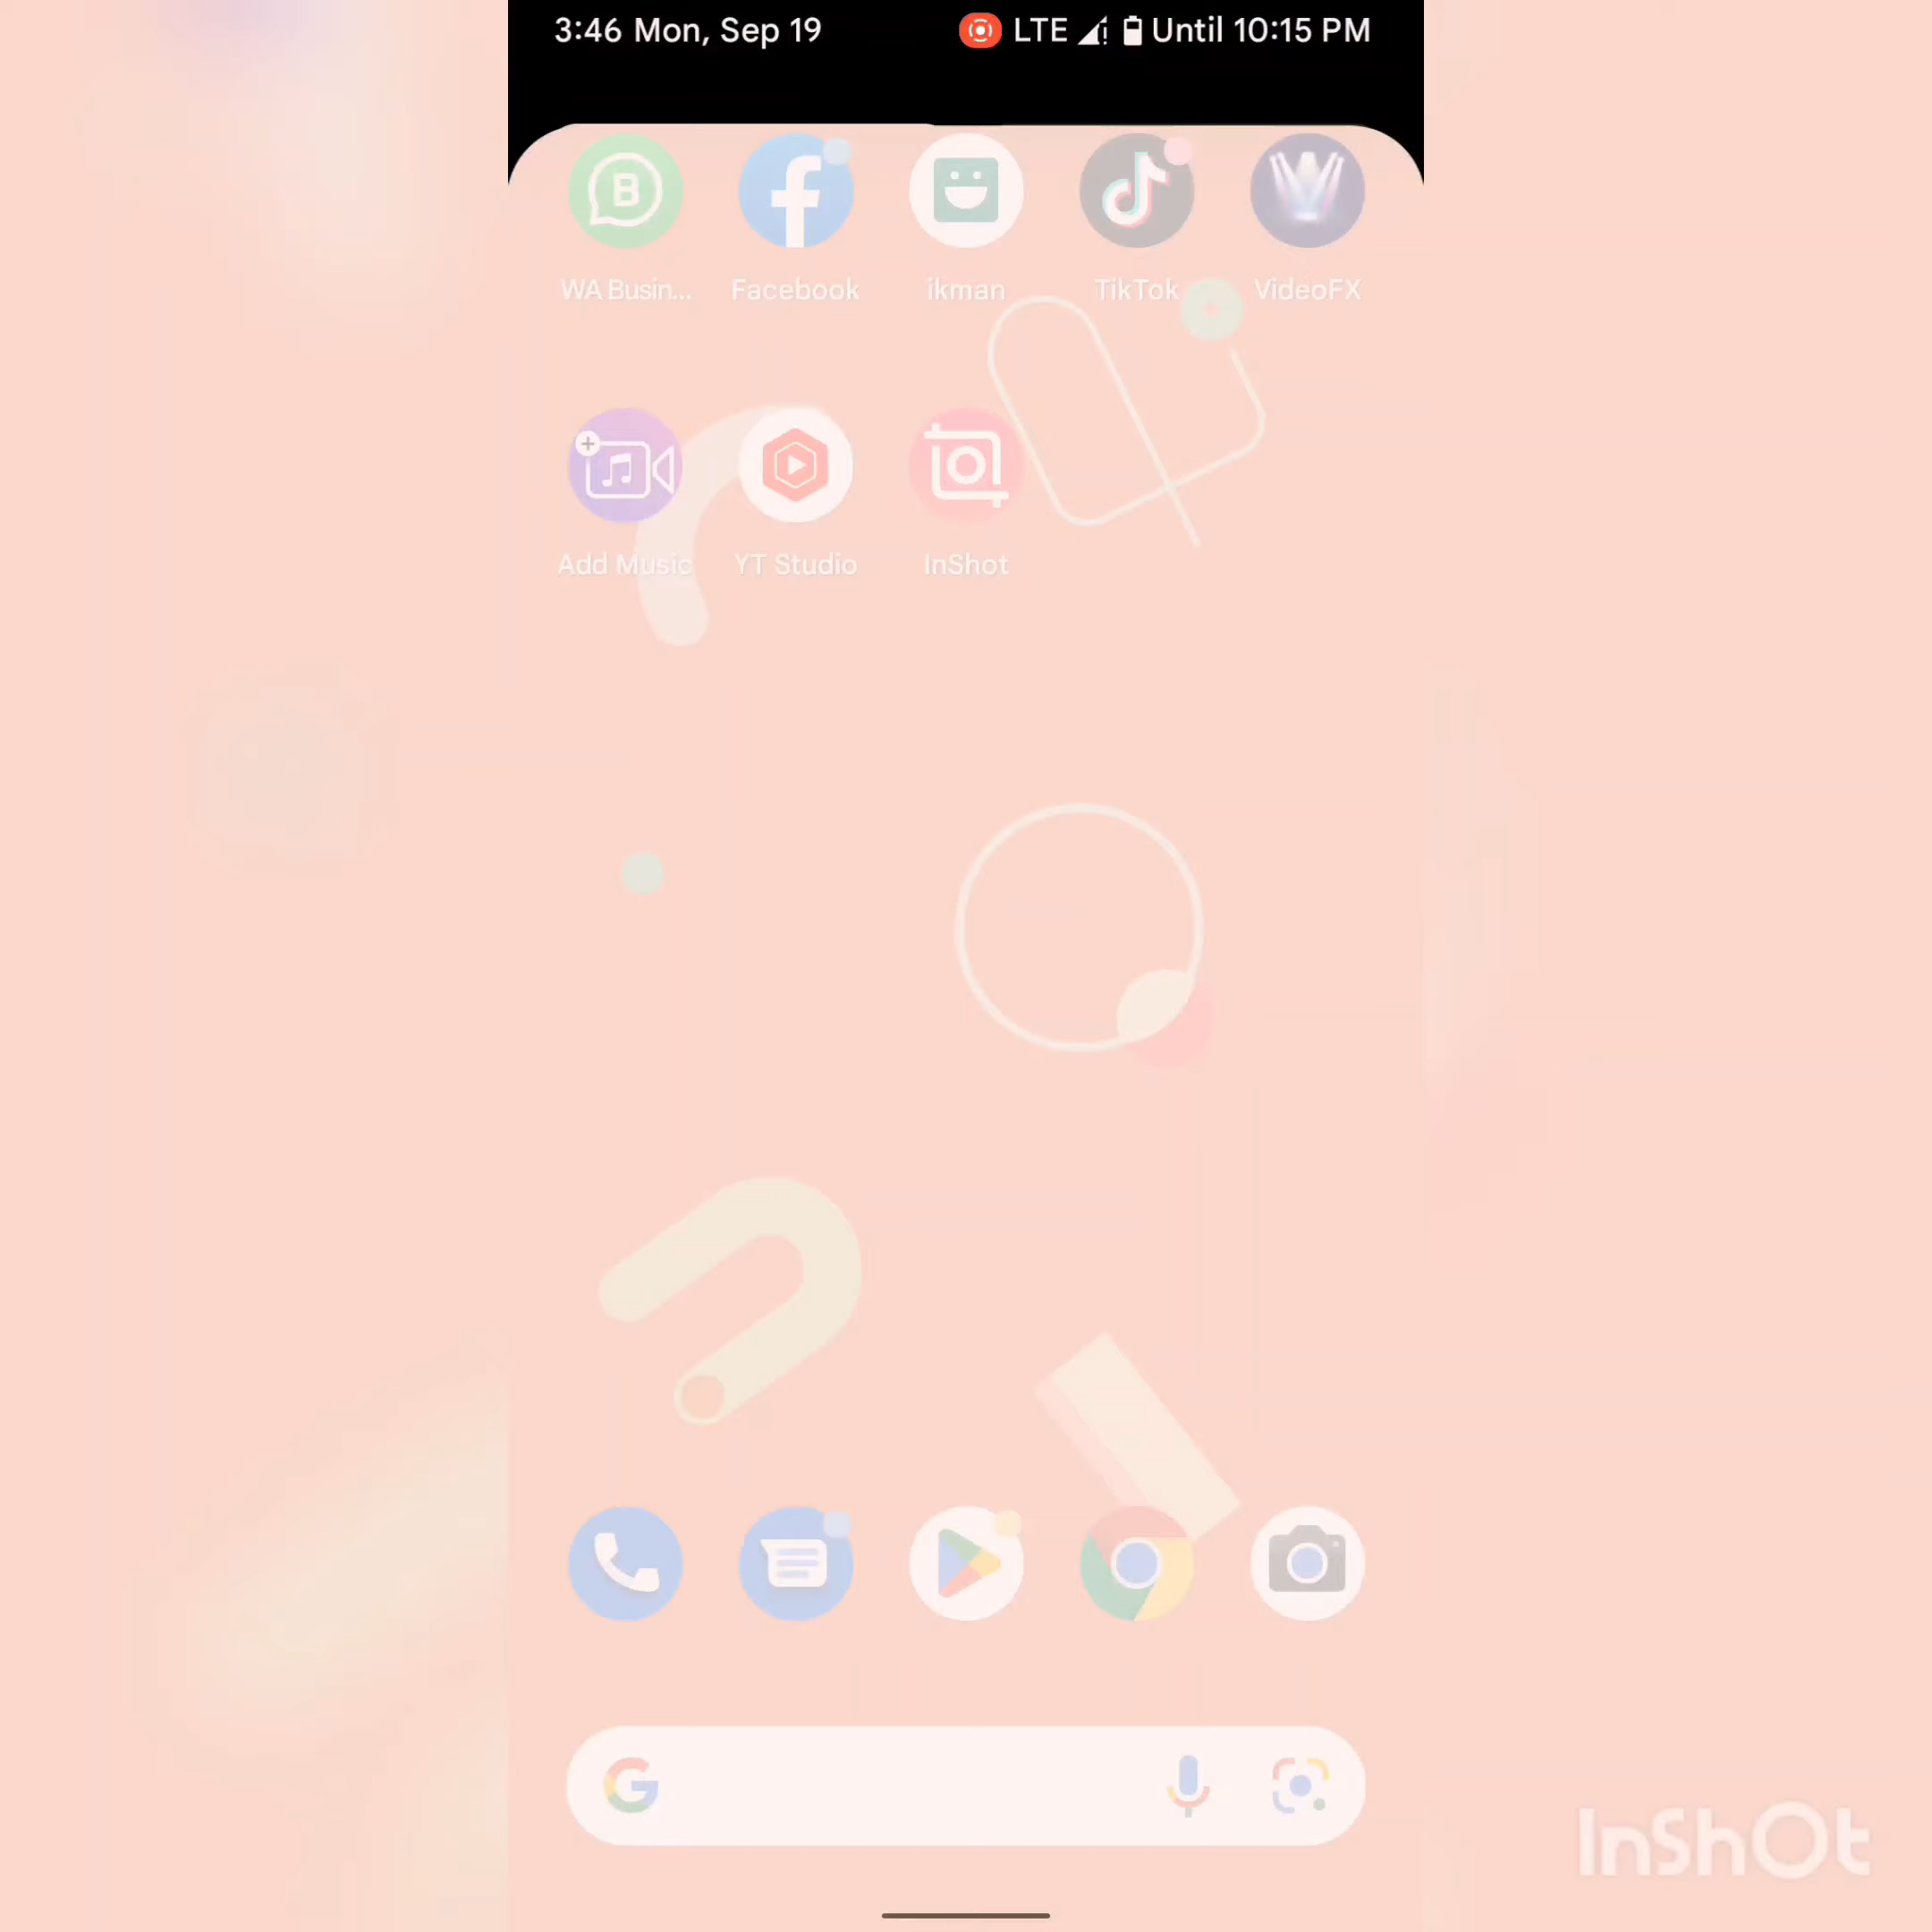 3:46 Mon, Sep 19 LTE Until 10:15 PM
B
WA Busin... Facebook ikman TikTok VideoFX
Add Music YT Studio InShot
G
InShOt